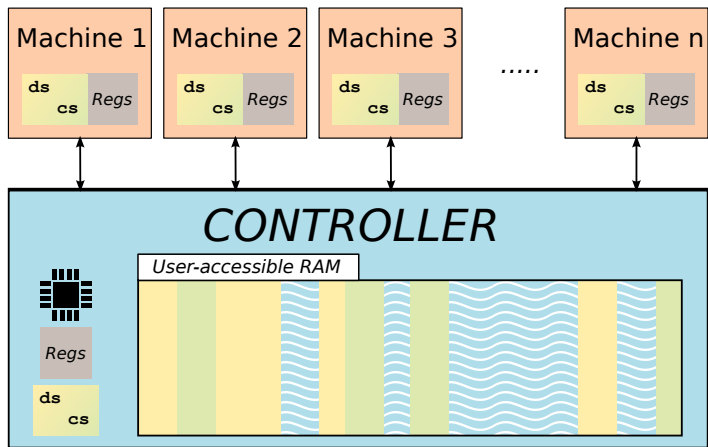 Machine 1
Machine 2
Machine 3
.....
Machine n
ds
cs
Regs
ds
cs
Regs
ds
cs
Regs
ds
cs
Regs
CONTROLLER
User-accessible RAM
Regs
ds
cs